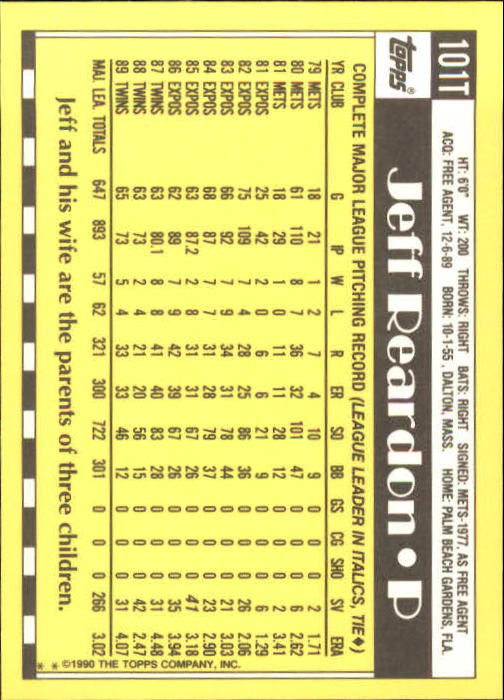 101T
HT: 6'0" WT: 200 THROWS: RIGHT BATS: RIGHT SIGNED: METS-1977, AS FREE AGENT
ACQ: FREE AGENT, 12-6-89 BORN: 10-1-55, DALTON, MASS. HOME: PALM BEACH GARDENS, FLA.
Topps®
Jeff Reardon • P
COMPLETE MAJOR LEAGUE PITCHING RECORD (LEAGUE LEADER IN ITALICS, TIE♦)
YR CLUB G IP W L R ER SO BB GS CG SHO SV ERA
79 METS 18 21 1 2 7 4 10 9 0 0 0 2 1.71
80 METS 61 110 8 7 36 32 101 47 0 0 0 6 2.62
81 METS 18 29 1 0 11 11 28 12 0 0 0 2 3.41
81 EXPOS 25 42 2 0 6 6 21 9 0 0 0 6 1.29
82 EXPOS 75 109 7 4 28 25 86 36 0 0 0 26 2.06
83 EXPOS 66 92 7 9 34 31 78 44 0 0 0 21 3.03
84 EXPOS 68 87 7 7 31 28 79 37 0 0 0 23 2.90
85 EXPOS 63 87.2 2 8 31 31 67 26 0 0 0 41 3.18
86 EXPOS 62 89 7 9 42 39 67 26 0 0 0 35 3.94
87 TWINS 63 80.1 8 8 41 40 83 28 0 0 0 31 4.48
88 TWINS 63 73 2 4 21 20 56 15 0 0 0 42 2.47
89 TWINS 65 73 5 4 33 33 46 12 0 0 0 31 4.07
MAJ. LEA. TOTALS 647 893 57 62 321 300 722 301 0 0 0 266 3.02
Jeff and his wife are the parents of three children.
* * ©1990 THE TOPPS COMPANY, INC.